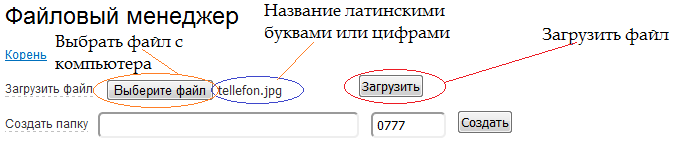 Файловый менеджер
Название латинскими
буквами или цифрами
Выбрать файл с
компьютера
Загрузить файл
Корень
Загрузить файл Выберите файл tellefon.jpg Загрузить
Создать папку 0777 Создать